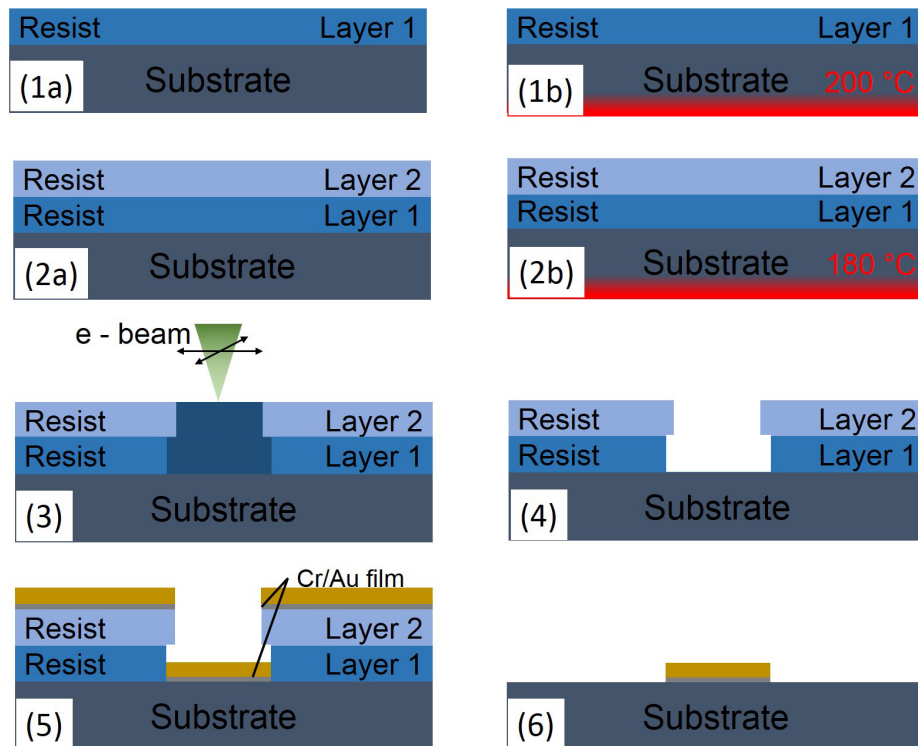 Resist Layer 1
Substrate
(1a)
Resist Layer 1
Substrate 200 °C
(1b)
Resist Layer 2
Resist Layer 1
Substrate
(2a)
Resist Layer 2
Resist Layer 1
Substrate 180 °C
(2b)
e - beam
Resist Layer 2
Resist Layer 1
Substrate
(3)
Resist Layer 2
Resist Layer 1
Substrate
(4)
Cr/Au film
Resist Layer 2
Resist Layer 1
Substrate
(5)
Substrate
(6)